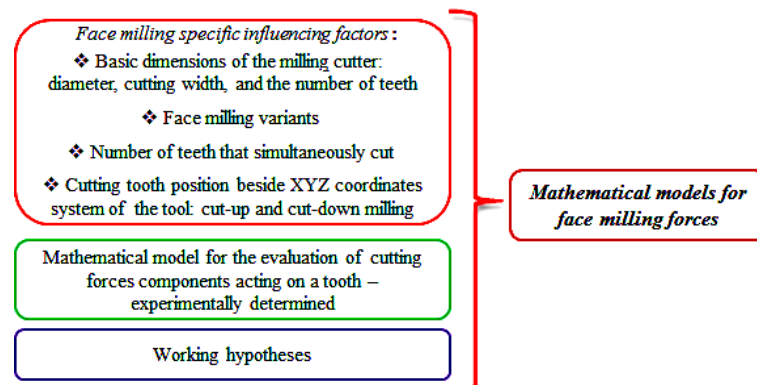 Face milling specific influencing factors :
❖ Basic dimensions of the milling cutter:
diameter, cutting width, and the number of teeth
❖ Face milling variants
❖ Number of teeth that simultaneously cut
❖ Cutting tooth position beside XYZ coordinates
system of the tool: cut-up and cut-down milling
Mathematical model for the evaluation of cutting
forces components acting on a tooth –
experimentally determined
Working hypotheses
Mathematical models for
face milling forces